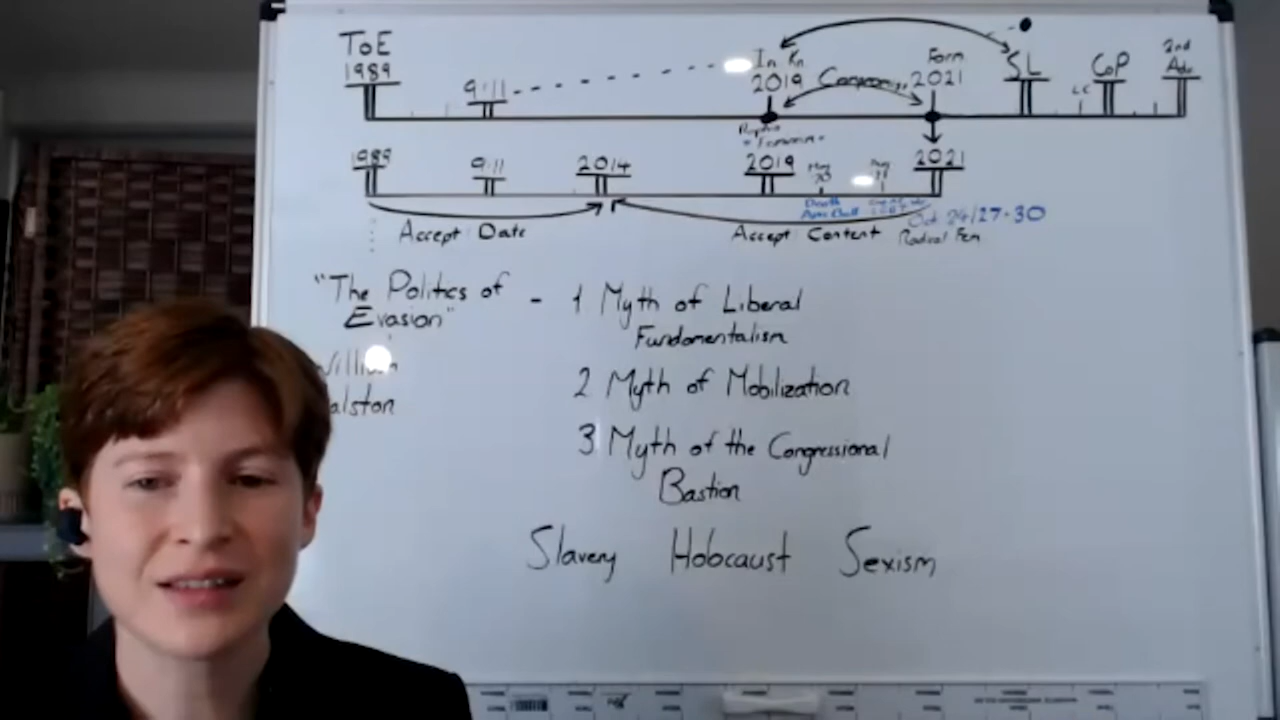 ToE
1989
9:11
In Kn
2019
Form
2021
SL
CoP
2nd
Adv
1989
9:11
2014
2019
2021
Death
Oct 24/27-30
Accept Date
Accept Content
Radical Fem
"The Politics of
Evasion"
- 1 Myth of Liberal
Fundamentalism
2 Myth of Mobilization
3 Myth of the Congressional
Bastion
Slavery Holocaust Sexism